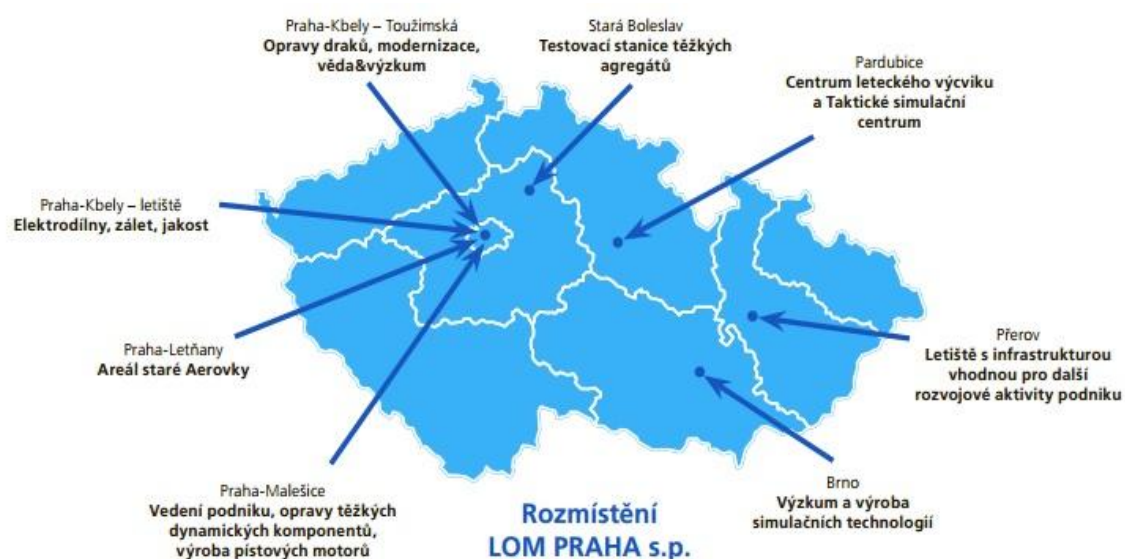 Praha-Kbely – Toužimská
Opravy draků, modernizace,
věda&výzkum
Stará Boleslav
Testovací stanice těžkých
agregátů
Pardubice
Centrum leteckého výcviku
a Taktické simulační
centrum
Praha-Kbely – letiště
Elektrodílny, zálet, jakost
Praha-Letňany
Areál staré Aerovky
Přerov
Letiště s infrastrukturou
vhodnou pro další
rozvojové aktivity podniku
Praha-Malešice
Vedení podniku, opravy těžkých
dynamických komponentů,
výroba pístových motorů
Brno
Výzkum a výroba
simulačních technologií
Rozmístění
LOM PRAHA s.p.